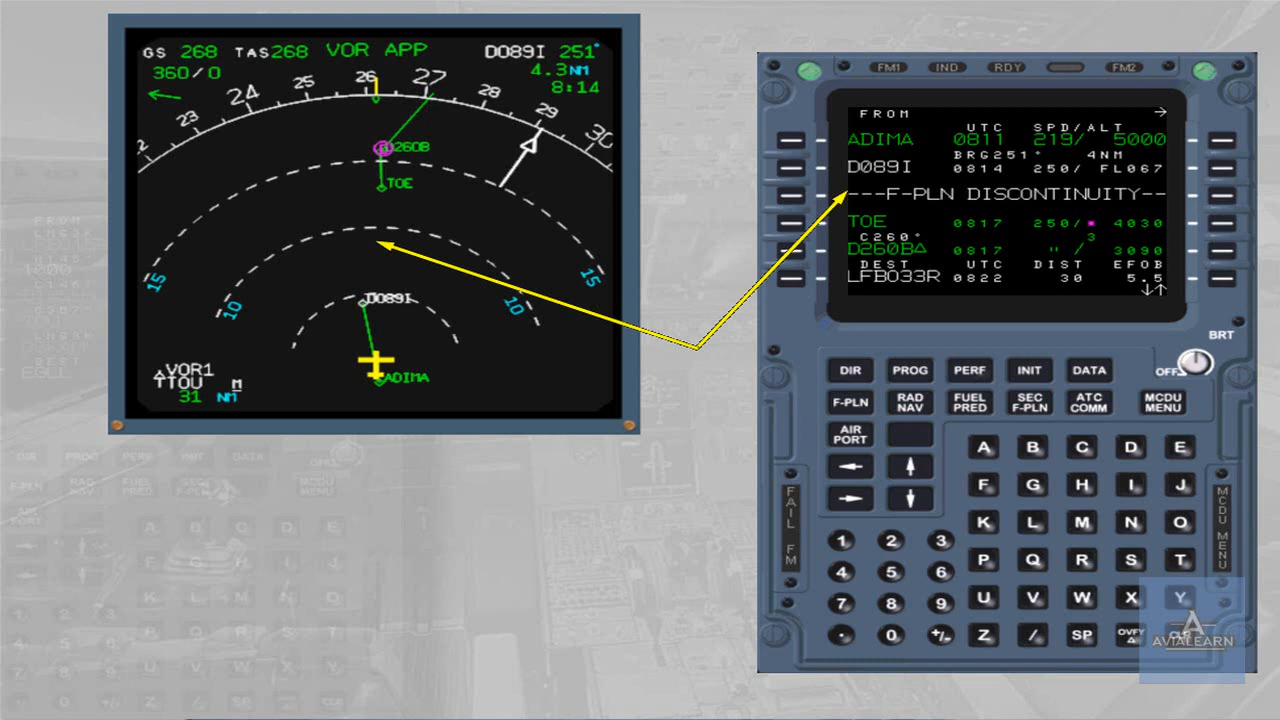 GS 268 TAS268 VOR APP D089I 251°
360/0 4.3NM
8:14
22 23 24 25 26 27 28 29 30
D260B
TOE
15 15
10 10
D089I
ADIMA
VOR1
TOU M
31 NM
FM1 IND RDY FM2
FROM →
UTC SPD/ALT
ADIMA 0811 219/ 5000
BRG251° 4NM
D089I 0814 250/ FL067
---F-PLN DISCONTINUITY--
TOE 0817 250/* 4030
C260° 3
D260B∆ 0817 " / 3090
DEST UTC DIST EFOB
LFBO33R 0822 30 5.5
↓↑
BRT
OFF
DIR PROG PERF INIT DATA
F-PLN RAD NAV FUEL PRED SEC F-PLN ATC COMM MCDU MENU
AIR PORT
← ↑
→ ↓
A B C D E
F G H I J
K L M N O
P Q R S T
U V W X Y
Z / SP OVFY ∆ CLR
1 2 3
4 5 6
7 8 9
. 0 +/-
FAIL FM
MCDU MENU
AVIALEARN